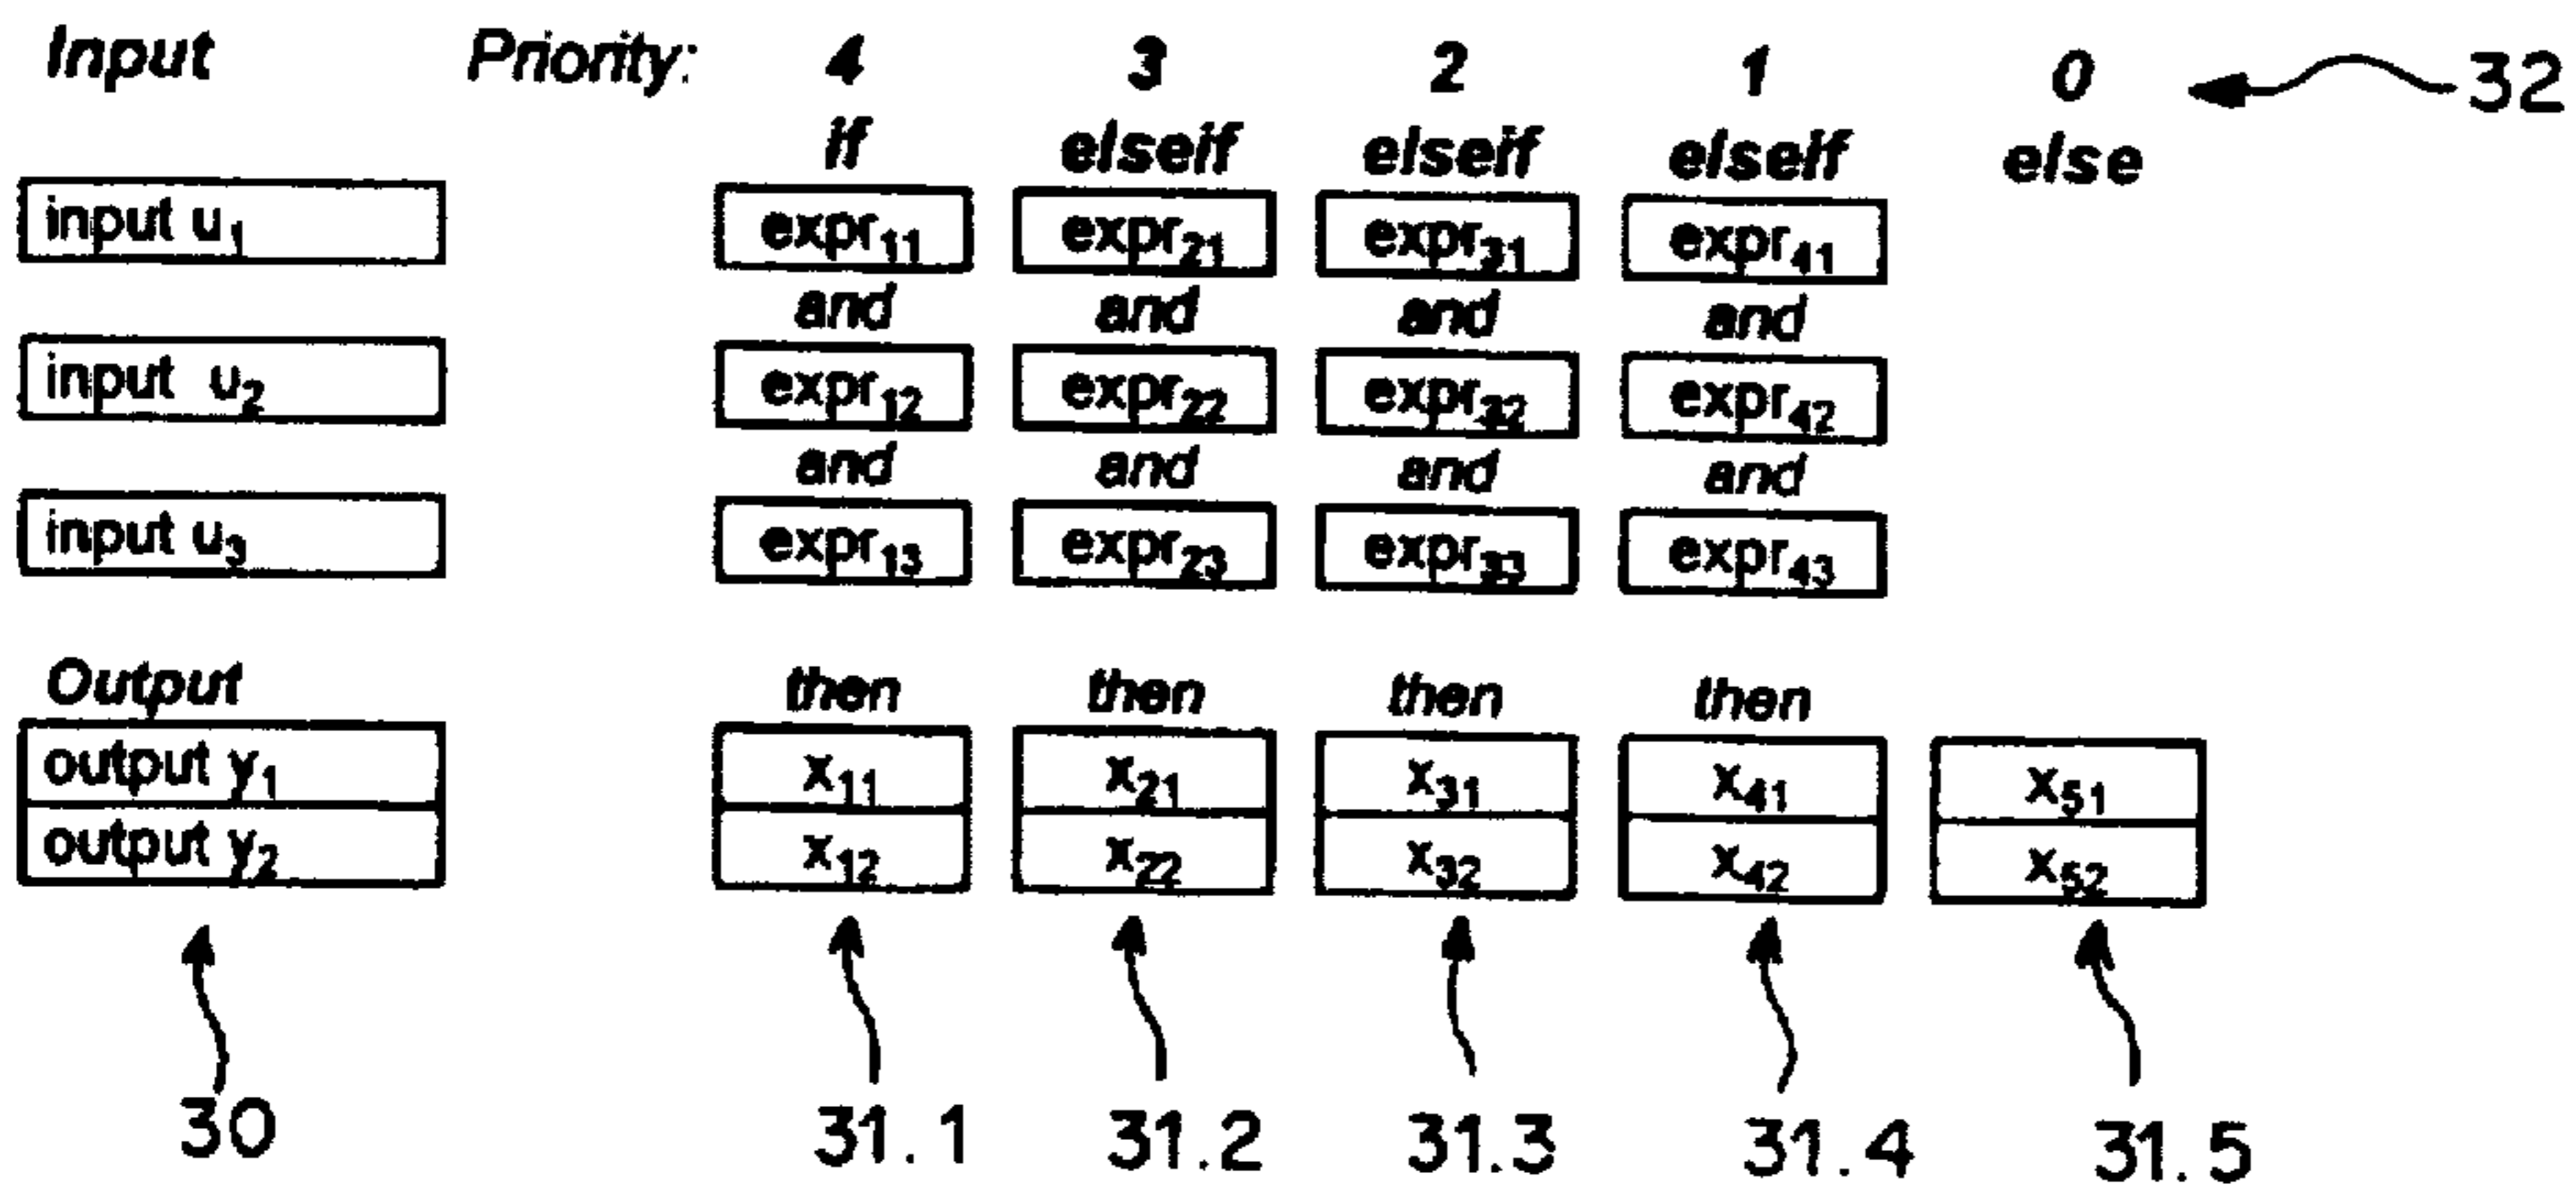 Input Priority: 4 3 2 1 0 32
if elseif elseif elseif else
input u₁ expr₁₁ expr₂₁ expr₃₁ expr₄₁
and and and and
input u₂ expr₁₂ expr₂₂ expr₃₂ expr₄₂
and and and and
input u₃ expr₁₃ expr₂₃ expr₃₃ expr₄₃
Output then then then then
output y₁ x₁₁ x₂₁ x₃₁ x₄₁ x₅₁
output y₂ x₁₂ x₂₂ x₃₂ x₄₂ x₅₂
30 31.1 31.2 31.3 31.4 31.5